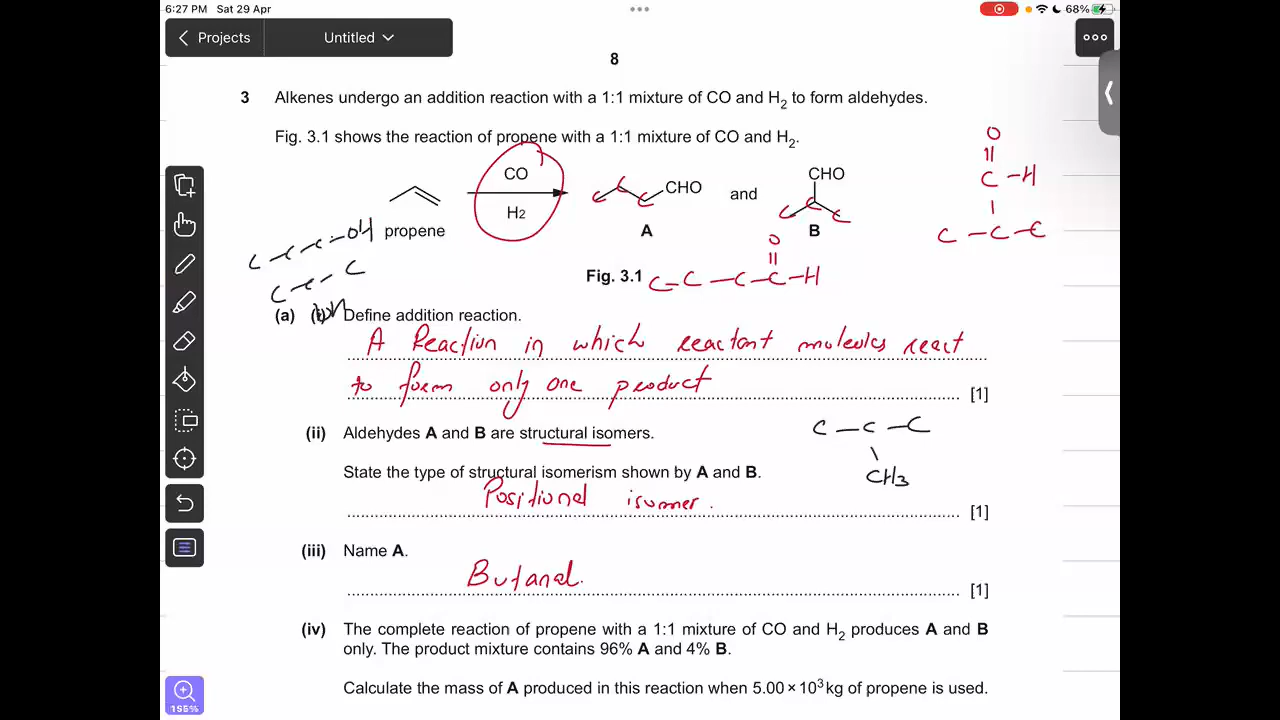 6:27 PM Sat 29 Apr
68%
Projects
Untitled
8
3 Alkenes undergo an addition reaction with a 1:1 mixture of CO and H2 to form aldehydes.
Fig. 3.1 shows the reaction of propene with a 1:1 mixture of CO and H2.
O
||
C-H
|
C-C-C
propene
CO
H2
CHO
A
and
CHO
B
C C C
C C C
C-C-C-OH
C-C-C
Fig. 3.1
O
||
C-C-C-C-H
(a) (i) Define addition reaction.
A Reaction in which reactant molecules react
to form only one product
[1]
(ii) Aldehydes A and B are structural isomers.
C-C-C
\
CH3
State the type of structural isomerism shown by A and B.
Positional isomer.
[1]
(iii) Name A.
Butanal.
[1]
(iv) The complete reaction of propene with a 1:1 mixture of CO and H2 produces A and B
only. The product mixture contains 96% A and 4% B.
Calculate the mass of A produced in this reaction when 5.00×10³ kg of propene is used.
155%